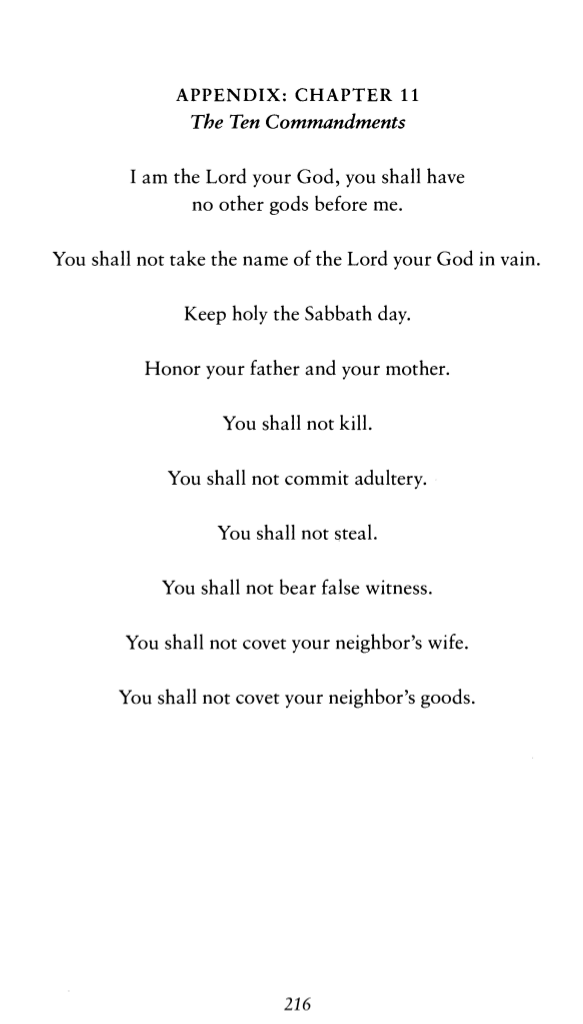 APPENDIX: CHAPTER 11
The Ten Commandments
I am the Lord your God, you shall have
no other gods before me.
You shall not take the name of the Lord your God in vain.
Keep holy the Sabbath day.
Honor your father and your mother.
You shall not kill.
You shall not commit adultery.
You shall not steal.
You shall not bear false witness.
You shall not covet your neighbor’s wife.
You shall not covet your neighbor’s goods.
216